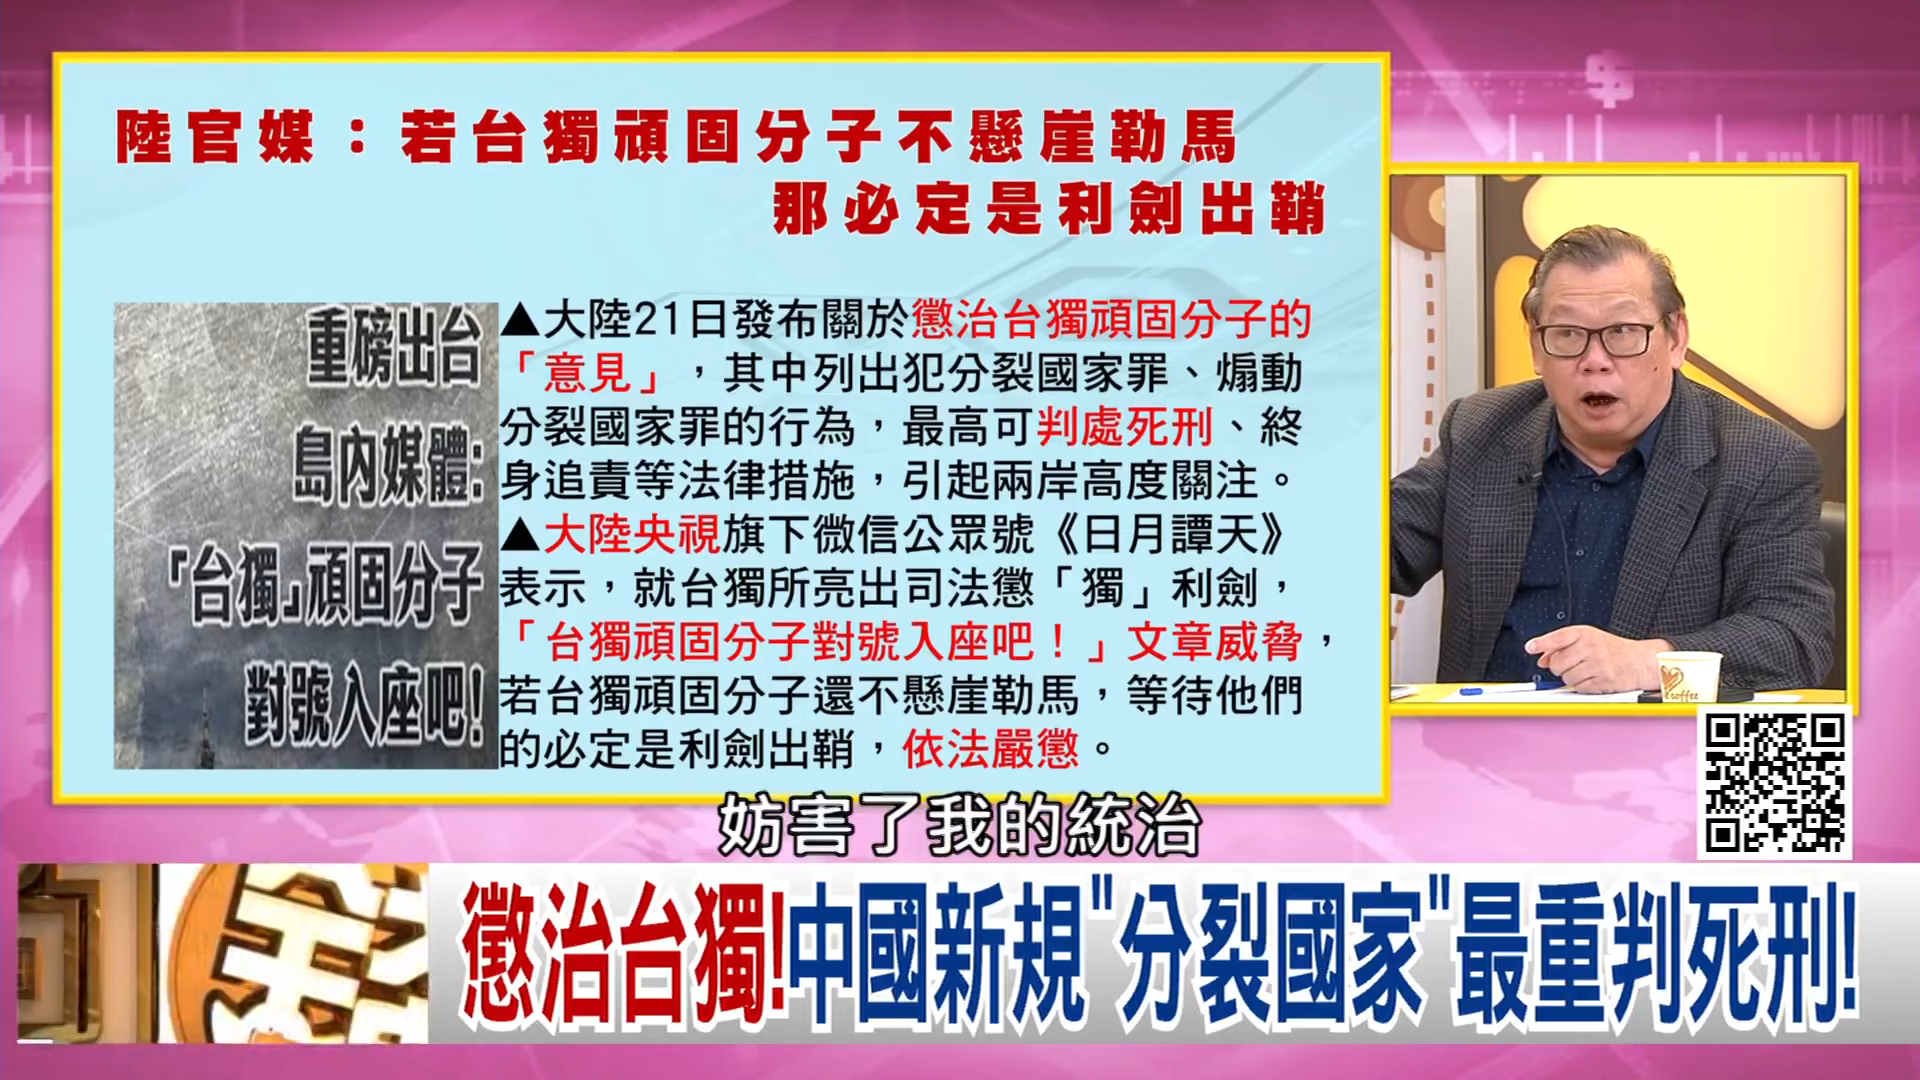 陸官媒：若台獨頑固分子不懸崖勒馬
那必定是利劍出鞘
重磅出台
島內媒體:
「台獨」頑固分子
對號入座吧!
▲大陸21日發布關於懲治台獨頑固分子的
「意見」，其中列出犯分裂國家罪、煽動
分裂國家罪的行為，最高可判處死刑、終
身追責等法律措施，引起兩岸高度關注。
▲大陸央視旗下微信公眾號《日月譚天》
表示，就台獨所亮出司法懲「獨」利劍，
「台獨頑固分子對號入座吧！」文章威脅，
若台獨頑固分子還不懸崖勒馬，等待他們
的必定是利劍出鞘，依法嚴懲。
coffee
妨害了我的統治
懲治台獨!中國新規"分裂國家"最重判死刑!